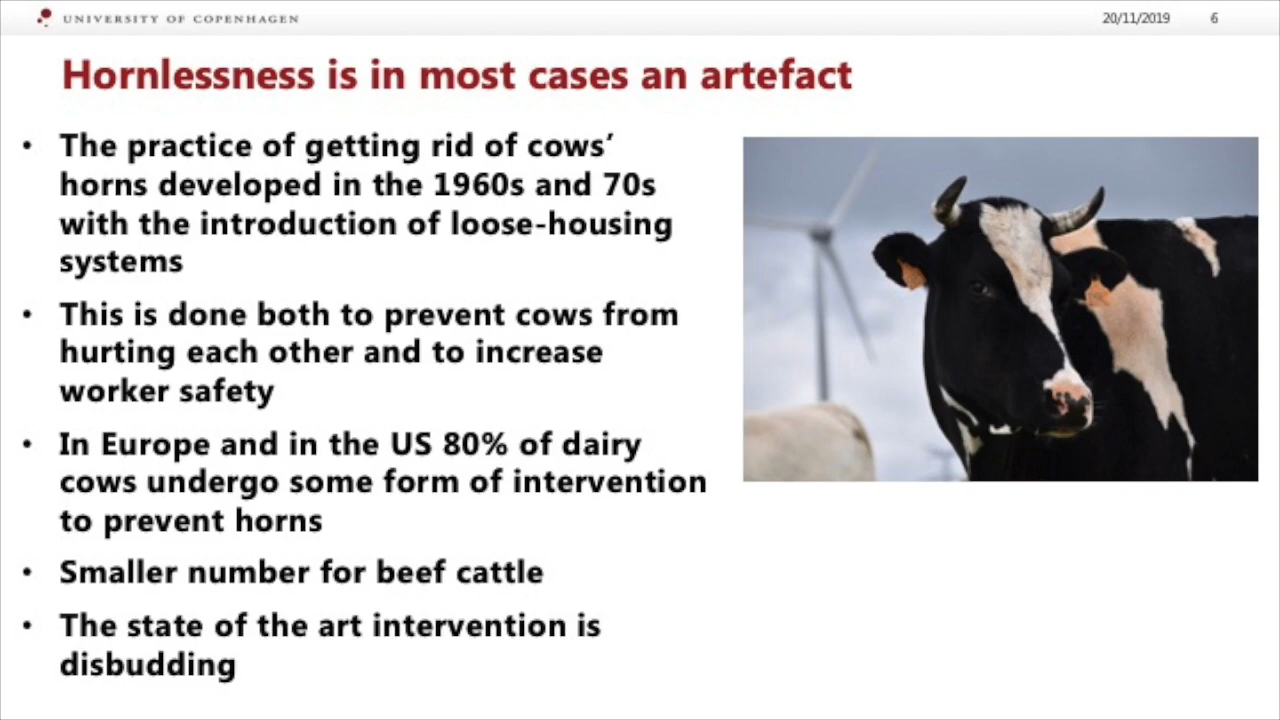 UNIVERSITY OF COPENHAGEN
20/11/2019 6
Hornlessness is in most cases an artefact
• The practice of getting rid of cows’
horns developed in the 1960s and 70s
with the introduction of loose-housing
systems
• This is done both to prevent cows from
hurting each other and to increase
worker safety
• In Europe and in the US 80% of dairy
cows undergo some form of intervention
to prevent horns
• Smaller number for beef cattle
• The state of the art intervention is
disbudding